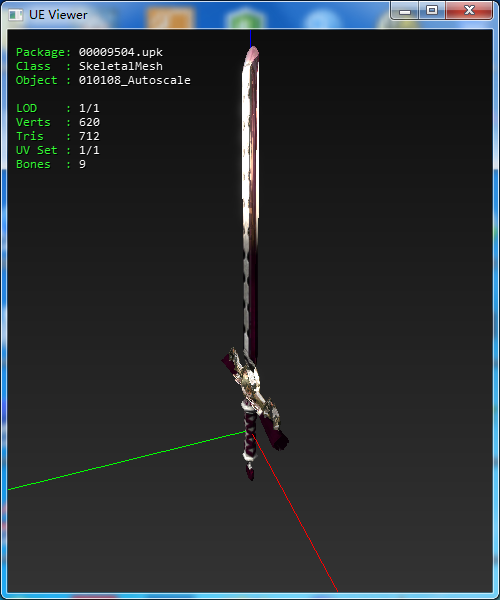 UE Viewer
Package: 00009504.upk
Class : SkeletalMesh
Object : 010108_Autoscale
LOD : 1/1
Verts : 620
Tris : 712
UV Set : 1/1
Bones : 9